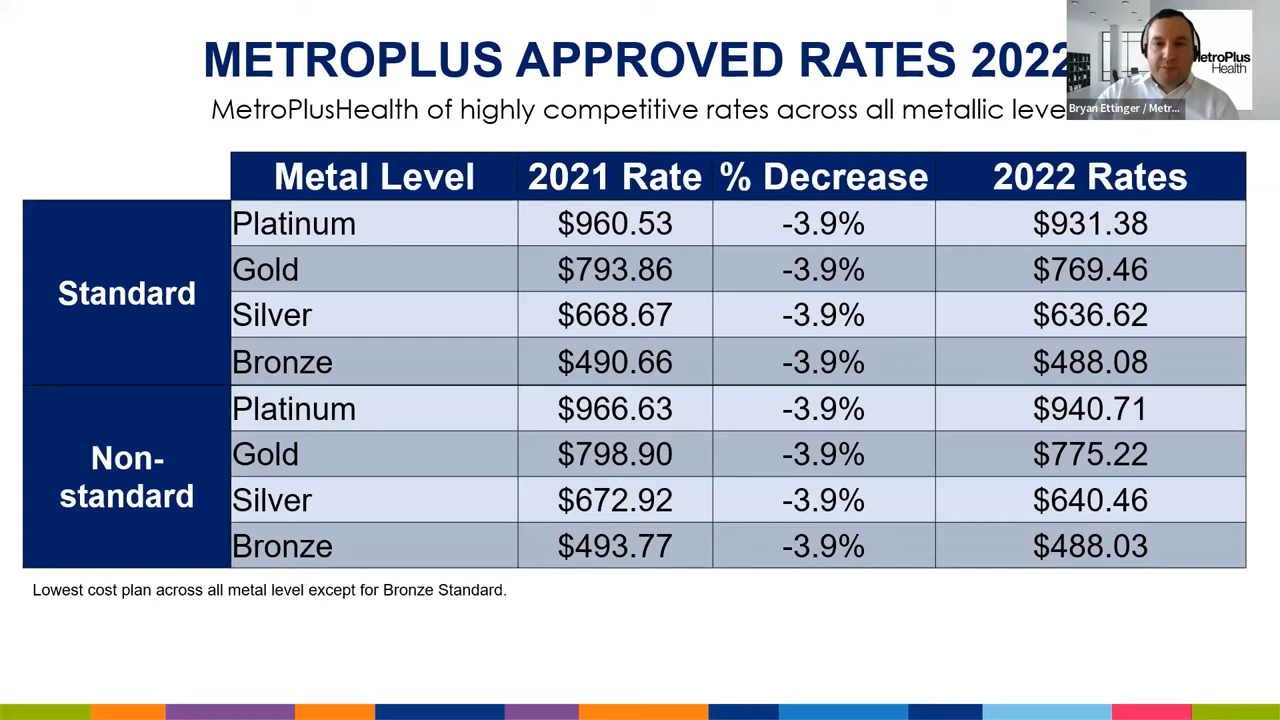 METROPLUS APPROVED RATES 2022
MetroPlusHealth of highly competitive rates across all metallic leve
etroPlus
Health
Bryan Ettinger / Metr...
Metal Level 2021 Rate % Decrease 2022 Rates
Standard
Platinum $960.53 -3.9% $931.38
Gold $793.86 -3.9% $769.46
Silver $668.67 -3.9% $636.62
Bronze $490.66 -3.9% $488.08
Non-
standard
Platinum $966.63 -3.9% $940.71
Gold $798.90 -3.9% $775.22
Silver $672.92 -3.9% $640.46
Bronze $493.77 -3.9% $488.03
Lowest cost plan across all metal level except for Bronze Standard.